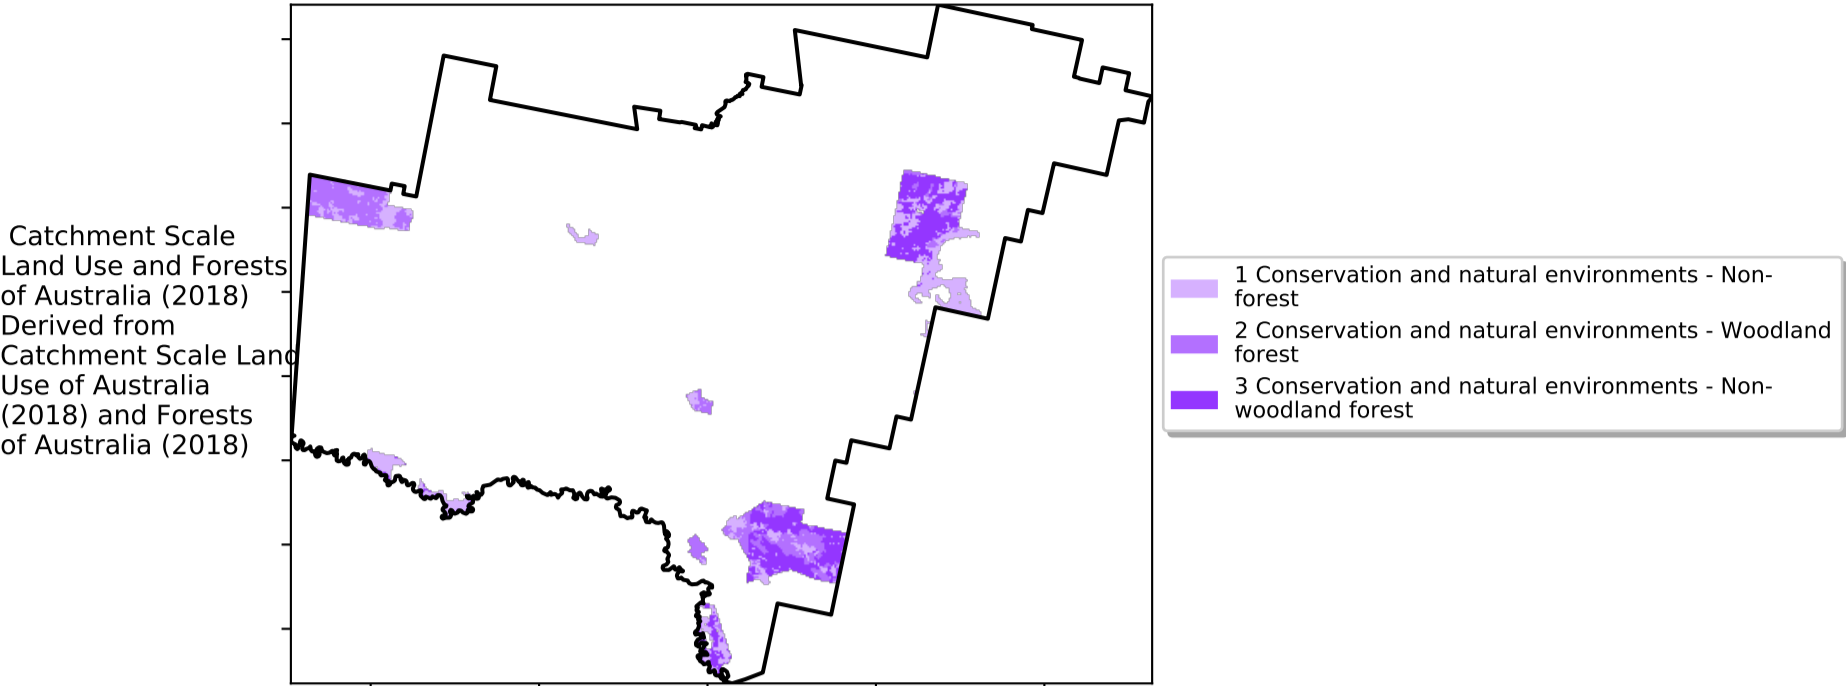 Catchment Scale
Land Use and Forests
of Australia (2018)
Derived from
Catchment Scale Land
Use of Australia
(2018) and Forests
of Australia (2018)
1 Conservation and natural environments - Non-
forest
2 Conservation and natural environments - Woodland
forest
3 Conservation and natural environments - Non-
woodland forest